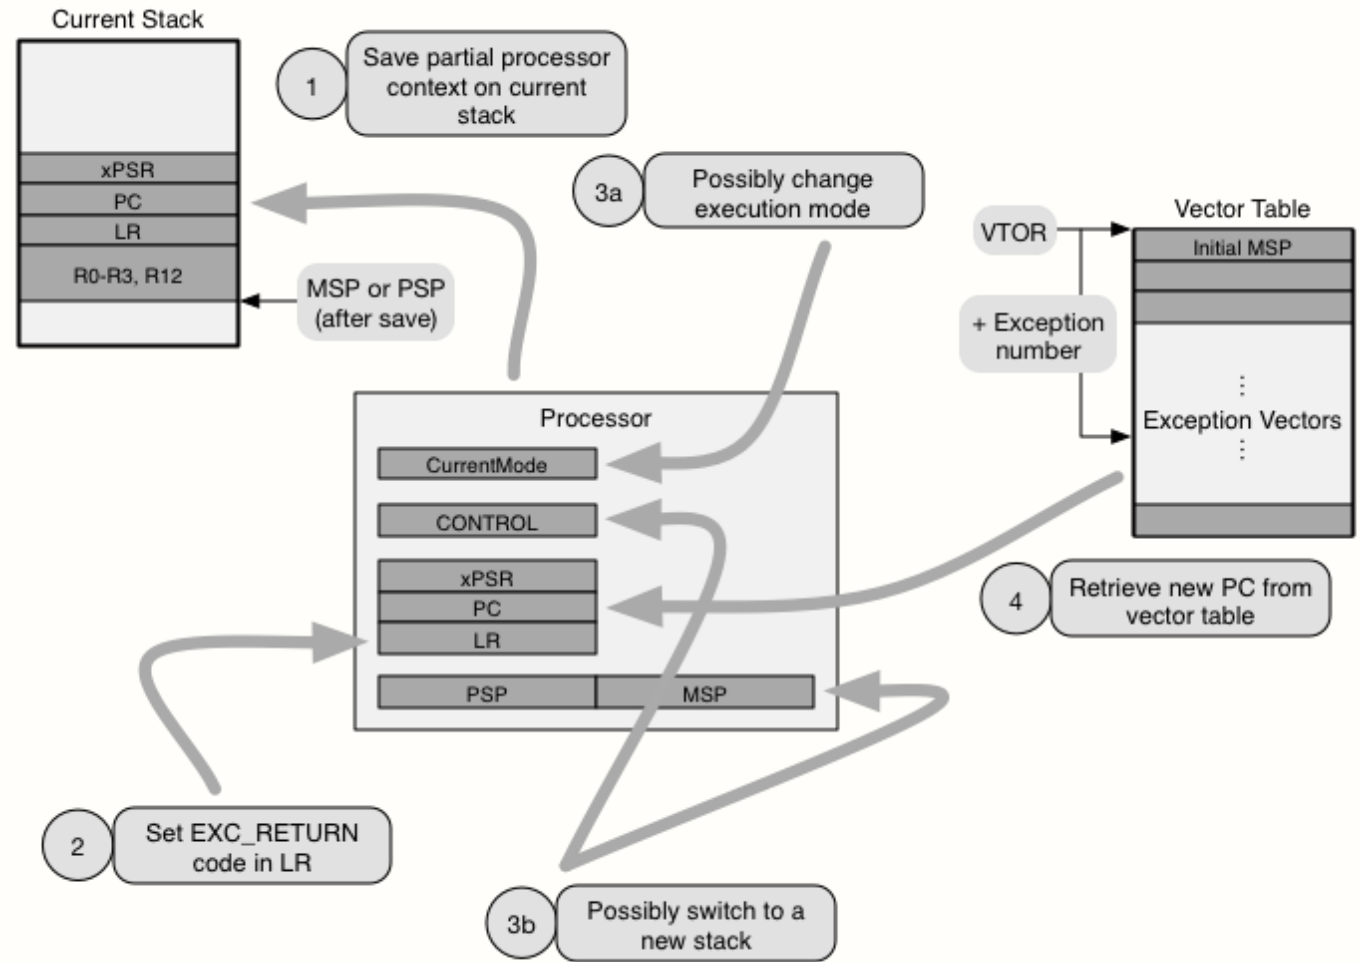 Current Stack
xPSR
PC
LR
R0-R3, R12
MSP or PSP
(after save)
1
Save partial processor
context on current
stack
3a
Possibly change
execution mode
VTOR
+ Exception
number
Vector Table
Initial MSP
⋮
Exception Vectors
⋮
Processor
CurrentMode
CONTROL
xPSR
PC
LR
PSP
MSP
4
Retrieve new PC from
vector table
2
Set EXC_RETURN
code in LR
3b
Possibly switch to a
new stack